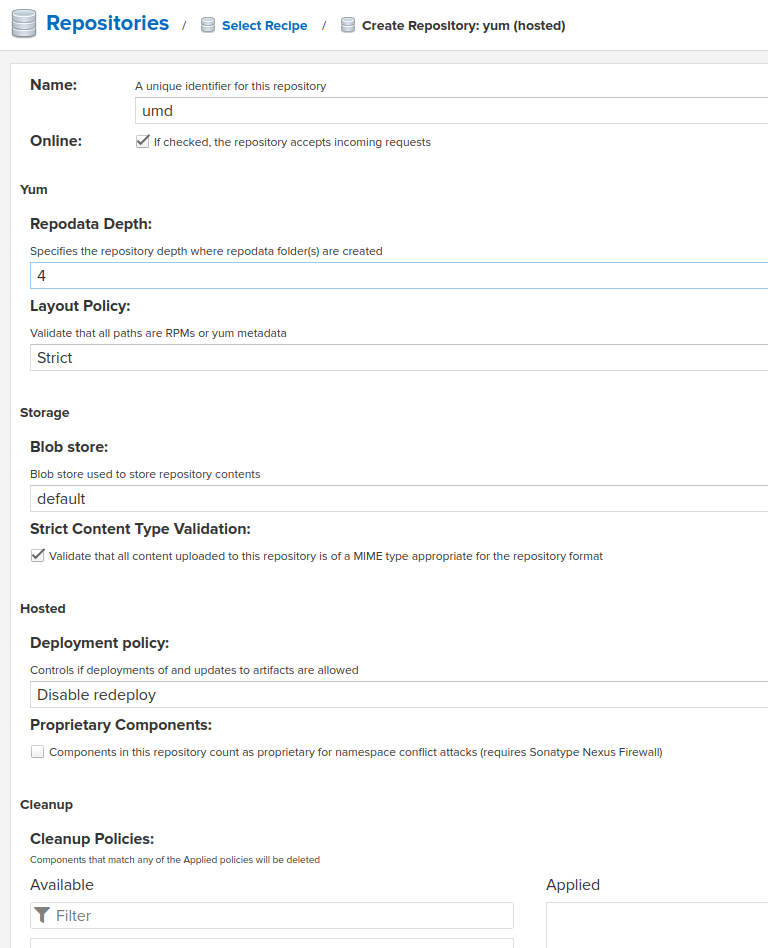 Repositories / Select Recipe / Create Repository: yum (hosted)
Name: A unique identifier for this repository
umd
Online: If checked, the repository accepts incoming requests
Yum
Repodata Depth:
Specifies the repository depth where repodata folder(s) are created
4
Layout Policy:
Validate that all paths are RPMs or yum metadata
Strict
Storage
Blob store:
Blob store used to store repository contents
default
Strict Content Type Validation:
Validate that all content uploaded to this repository is of a MIME type appropriate for the repository format
Hosted
Deployment policy:
Controls if deployments of and updates to artifacts are allowed
Disable redeploy
Proprietary Components:
Components in this repository count as proprietary for namespace conflict attacks (requires Sonatype Nexus Firewall)
Cleanup
Cleanup Policies:
Components that match any of the Applied policies will be deleted
Available Applied
Filter